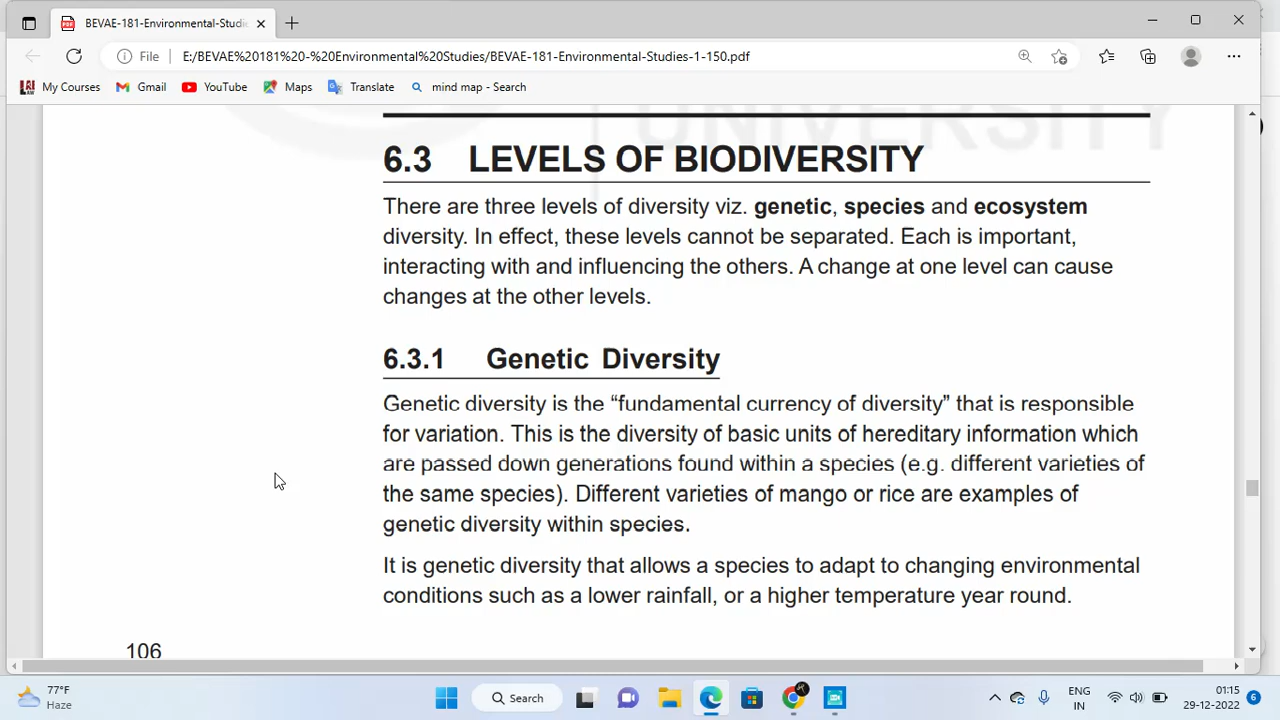 BEVAE-181-Environmental-Studi
File E:/BEVAE%20181%20-%20Environmental%20Studies/BEVAE-181-Environmental-Studies-1-150.pdf
My Courses Gmail YouTube Maps Translate mind map - Search
UNIVERSITY
6.3 LEVELS OF BIODIVERSITY
There are three levels of diversity viz. genetic, species and ecosystem
diversity. In effect, these levels cannot be separated. Each is important,
interacting with and influencing the others. A change at one level can cause
changes at the other levels.
6.3.1 Genetic Diversity
Genetic diversity is the “fundamental currency of diversity” that is responsible
for variation. This is the diversity of basic units of hereditary information which
are passed down generations found within a species (e.g. different varieties of
the same species). Different varieties of mango or rice are examples of
genetic diversity within species.
It is genetic diversity that allows a species to adapt to changing environmental
conditions such as a lower rainfall, or a higher temperature year round.
106
77°F
Haze
Search
ENG
IN
01:15
29-12-2022
6